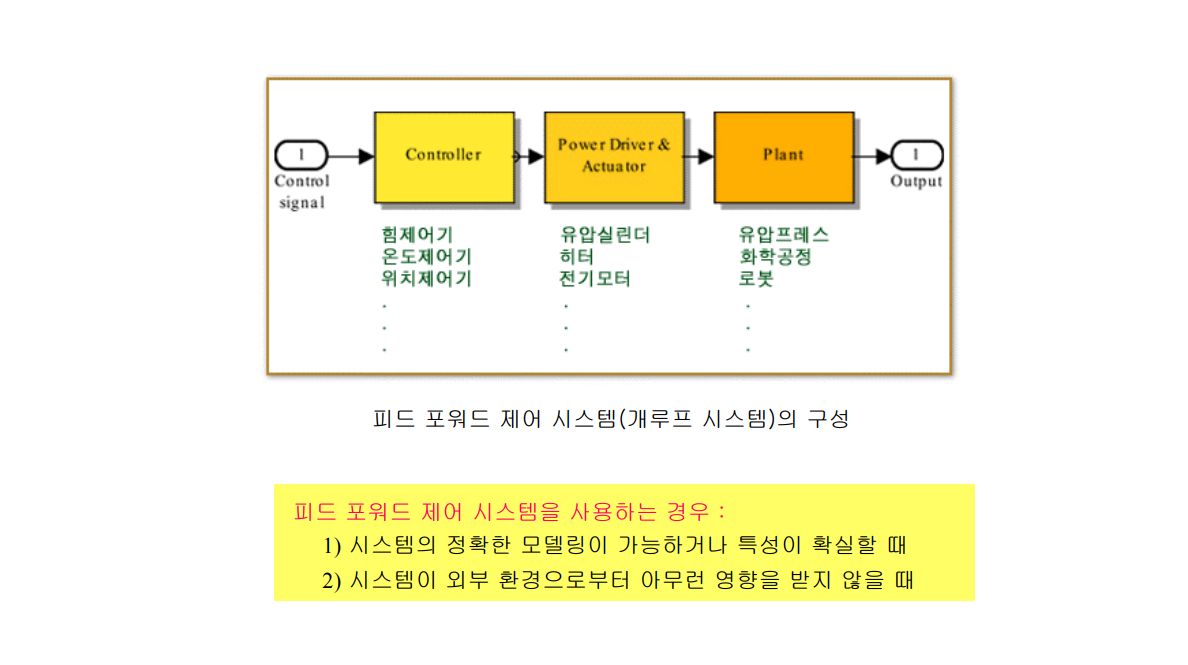 1
Control
signal
Controller
Power Driver &
Actuator
Plant
1
Output
힘제어기
온도제어기
위치제어기
.
.
.
유압실린더
히터
전기모터
.
.
.
유압프레스
화학공정
로봇
.
.
.
피드 포워드 제어 시스템(개루프 시스템)의 구성
피드 포워드 제어 시스템을 사용하는 경우 :
1) 시스템의 정확한 모델링이 가능하거나 특성이 확실할 때
2) 시스템이 외부 환경으로부터 아무런 영향을 받지 않을 때